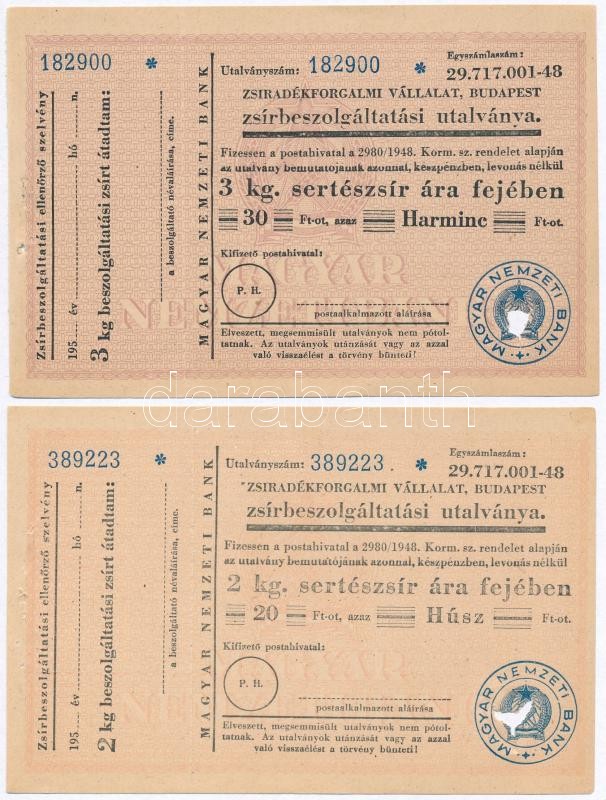 182900 *
Zsírbeszolgáltatási ellenőrző szelvény
195..... év ............ hó ...... n.
3 kg beszolgáltatási zsírt átadtam:
a beszolgáltató névaláírása, címe.
MAGYAR NEMZETI BANK
Utalványszám: 182900 *
Egyszámlaszám:
29.717.001-48
ZSIRADÉKFORGALMI VÁLLALAT, BUDAPEST
zsírbeszolgáltatási utalványa.
Fizessen a postahivatal a 2980/1948. Korm. sz. rendelet alapján
az utalvány bemutatójának azonnal, készpénzben, levonás nélkül
3 kg. sertészsír ára fejében
30 Ft-ot, azaz Harminc Ft-ot.
Kifizető postahivatal:
P. H.
postaalkalmazott aláírása
Elveszett, megsemmisült utalványok nem pótol-
tatnak. Az utalványok utánzását vagy az azzal
való visszaélést a törvény bünteti!
MAGYAR NEMZETI BANK
MAGYAR
NEMZETI BANK
darabanth
389223 *
Zsírbeszolgáltatási ellenőrző szelvény
195..... év ............ hó ...... n.
2 kg beszolgáltatási zsírt átadtam:
a beszolgáltató névaláírása, címe.
MAGYAR NEMZETI BANK
Utalványszám: 389223 . *
Egyszámlaszám:
29.717.001-48
ZSIRADÉKFORGALMI VÁLLALAT, BUDAPEST
zsírbeszolgáltatási utalványa.
Fizessen a postahivatal a 2980/1948. Korm. sz. rendelet alapján
az utalvány bemutatójának azonnal, készpénzben, levonás nélkül
2 kg. sertészsír ára fejében
20 Ft-ot, azaz Húsz Ft-ot.
Kifizető postahivatal:
P. H.
postaalkalmazott aláírása
Elveszett, megsemmisült utalványok nem pótol-
tatnak. Az utalványok utánzását vagy az azzal
való visszaélést a törvény bünteti!
MAGYAR NEMZETI BANK